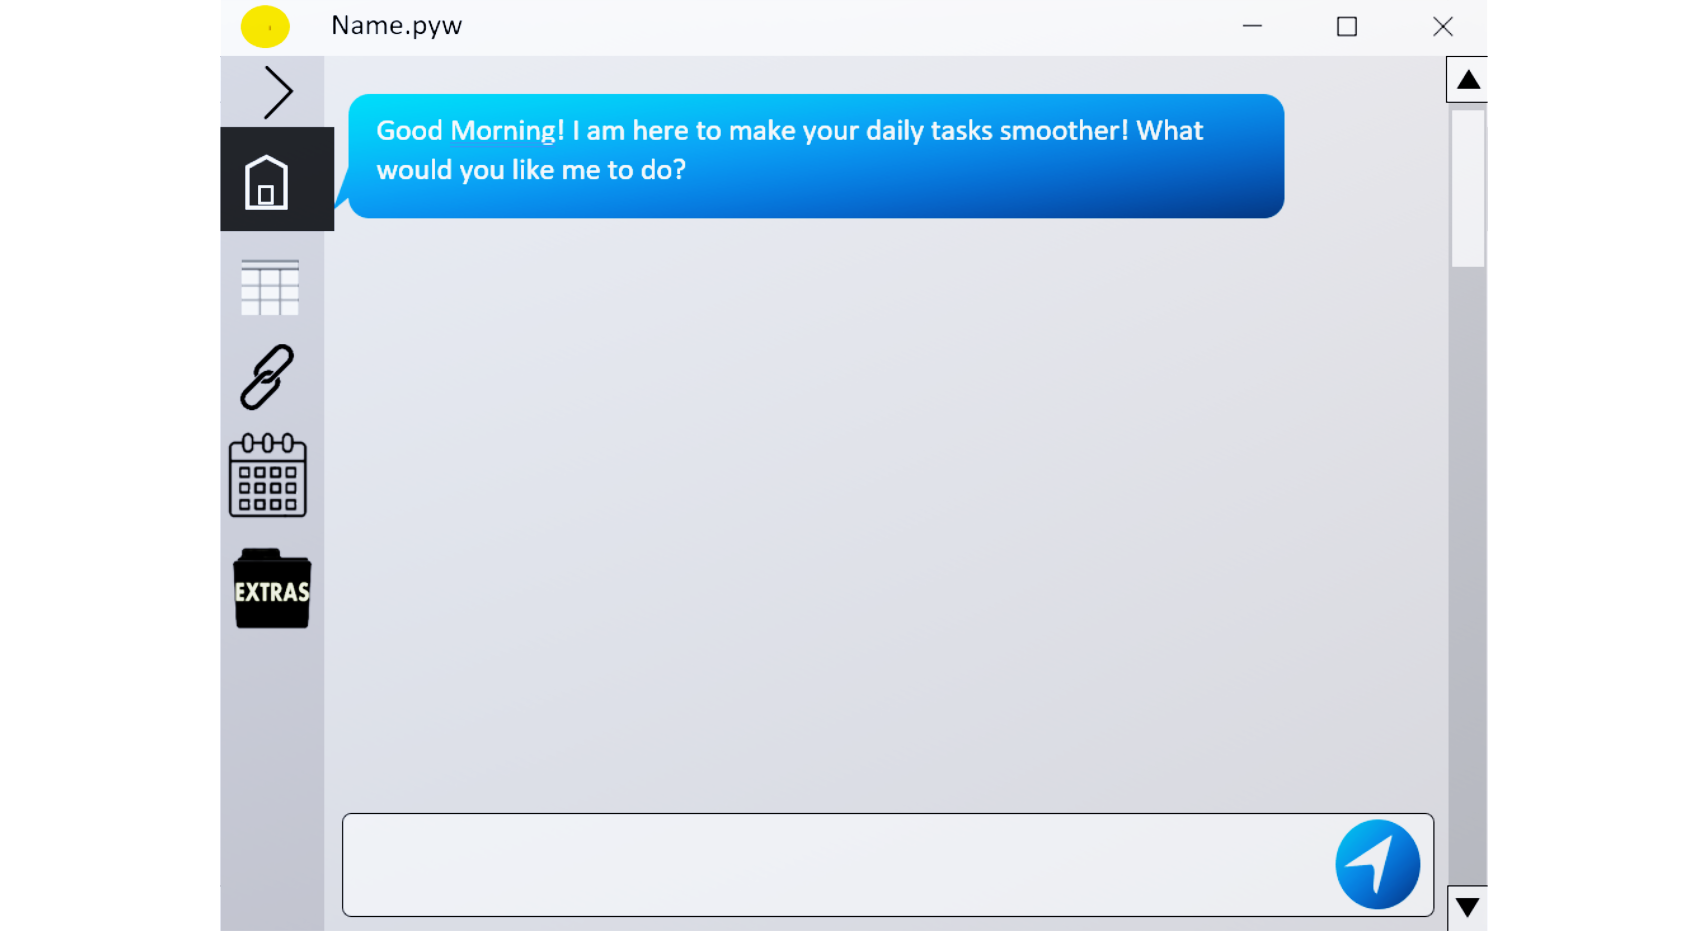 Name.pyw
Good Morning! I am here to make your daily tasks smoother! What
would you like me to do?
EXTRAS